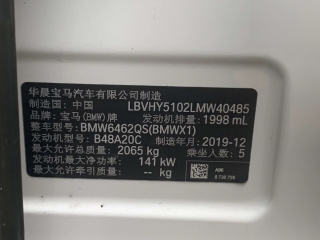 华晨宝马汽车有限公司制造
制造国：中国 LBVHY5102LMW40485
品牌：宝马(BMW)牌 发动机排量：1998 mL
整车型号：BMW6462QS(BMWX1)
发动机型号：B48A20C 制造年月：2019-12
最大允许总质量：2065 kg 乘坐人数：5
发动机最大净功率：141 kW
最大允许牵引质量：-- kg